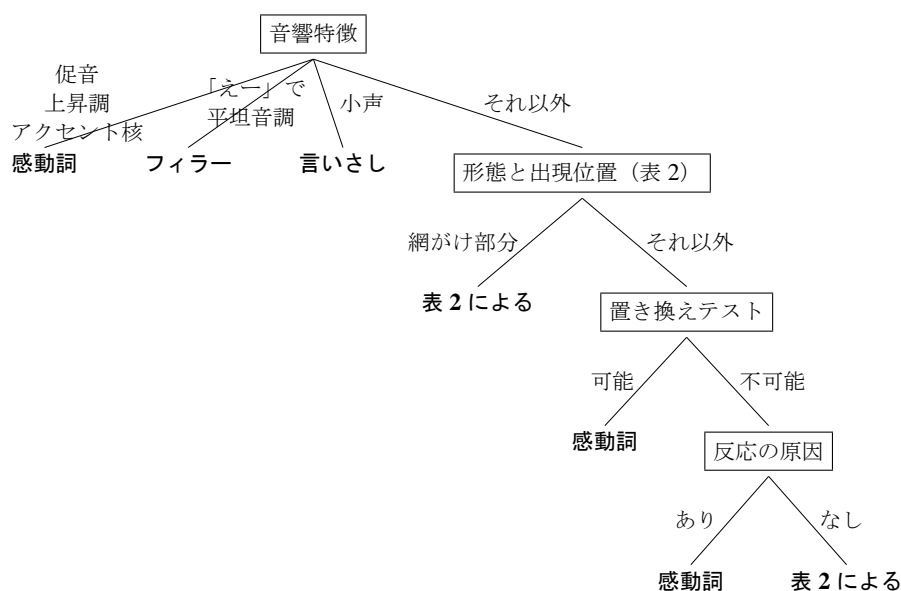 音響特徴
促音
上昇調
アクセント核
「えー」で
平坦音調
小声
それ以外
感動詞
フィラー
言いさし
形態と出現位置（表 2）
網がけ部分
それ以外
表 2 による
置き換えテスト
可能
不可能
感動詞
反応の原因
あり
なし
感動詞
表 2 による